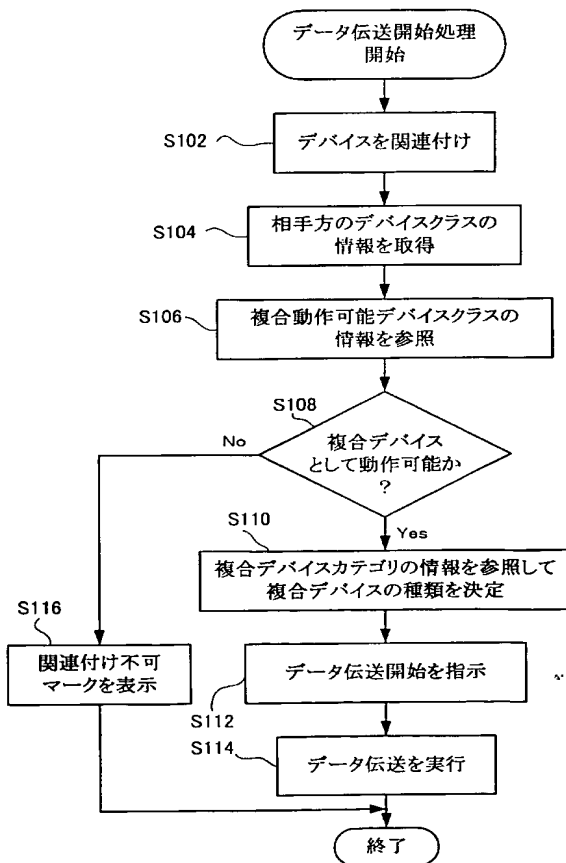 データ伝送開始処理
開始
S102
デバイスを関連付け
S104
相手方のデバイスクラスの
情報を取得
S106
複合動作可能デバイスクラスの
情報を参照
S108
複合デバイス
として動作可能か
?
No
Yes
S110
複合デバイスカテゴリの情報を参照して
複合デバイスの種類を決定
S116
関連付け不可
マークを表示
データ伝送開始を指示
S112
S114
データ伝送を実行
終了